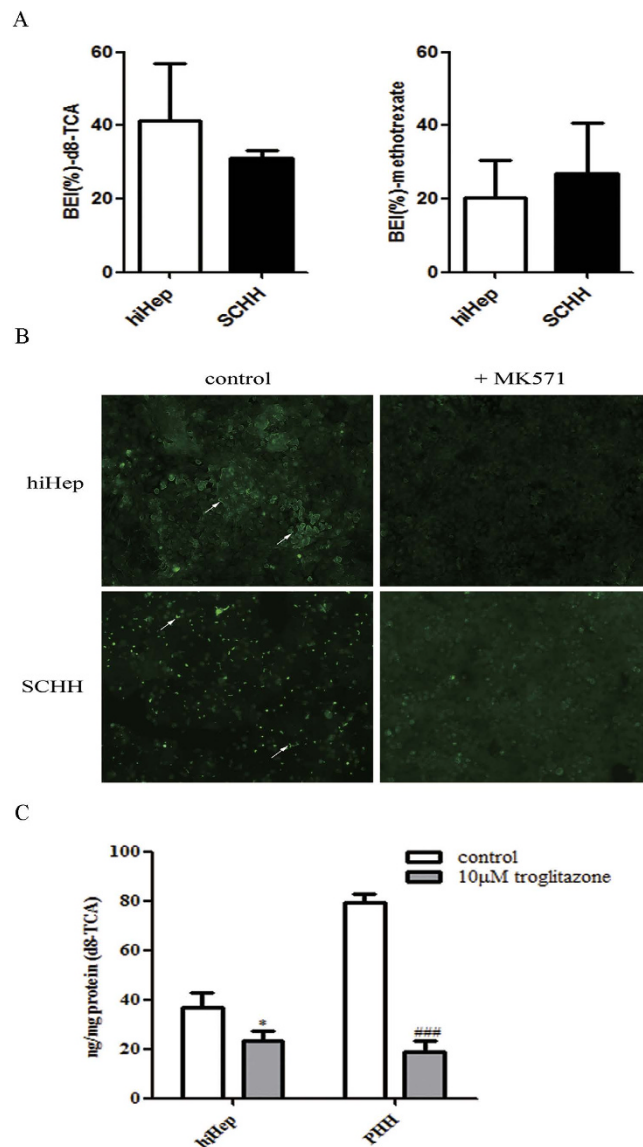 A
60
40
20
0
BEI(%)-d8-TCA
hiHep
SCHH
60
40
20
0
BEI(%)-methotrexate
hiHep
SCHH
B
control
+ MK571
hiHep
SCHH
C
100
80
60
40
20
0
ng/mg protein (d8-TCA)
control
10μM troglitazone
*
###
hiHep
PHH